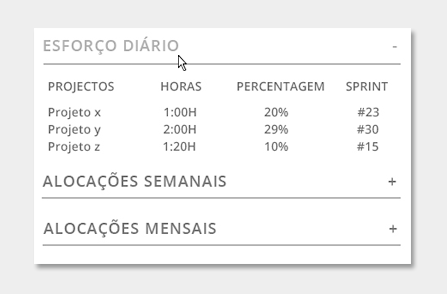 ESFORÇO DIÁRIO -
PROJECTOS HORAS PERCENTAGEM SPRINT
Projeto x 1:00H 20% #23
Projeto y 2:00H 29% #30
Projeto z 1:20H 10% #15
ALOCAÇÕES SEMANAIS +
ALOCAÇÕES MENSAIS +